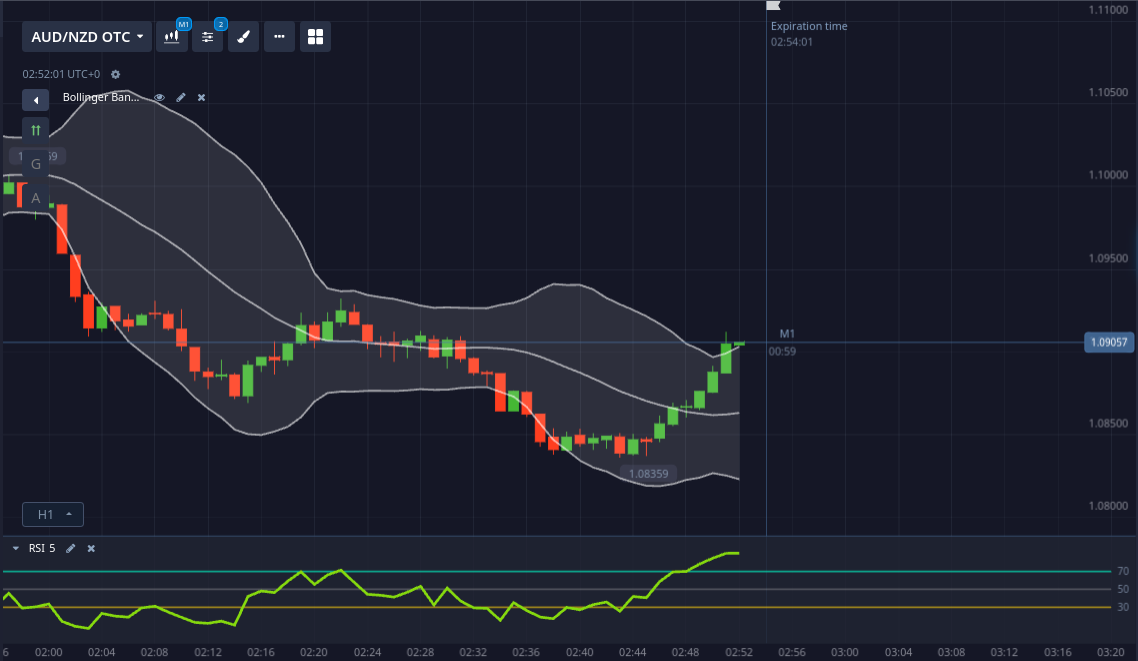 1.11000
Expiration time
02:54:01
M1
2
AUD/NZD OTC
02:52:01 UTC+0
1.10500
Bollinger Ban...
G
A
1.10000
1.09500
M1
1.09057
00:59
1.08500
1.08359
1.08000
H1
RSI 5
70
50
30
02:00 02:04 02:08 02:12 02:16 02:20 02:24 02:28 02:32 02:36 02:40 02:44 02:48 02:52 02:56 03:00 03:04 03:08 03:12 03:16 03:20